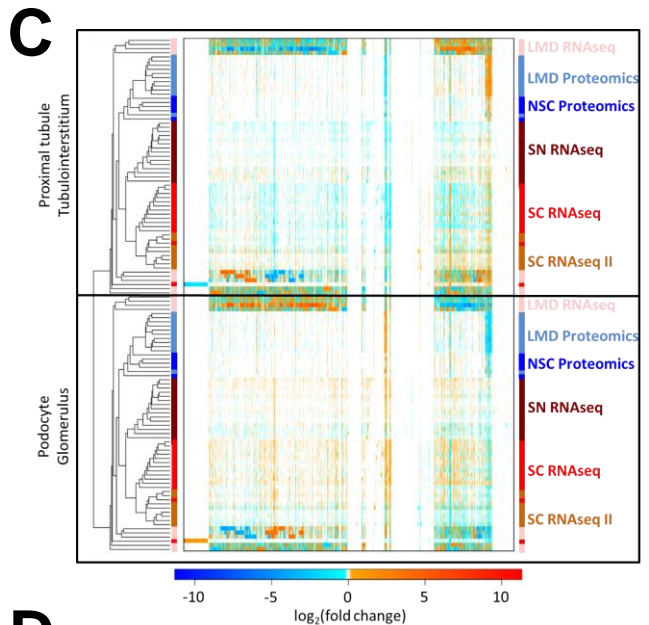 C
Proximal tubule
Tubulointerstitium
LMD RNAseq
LMD Proteomics
NSC Proteomics
SN RNAseq
SC RNAseq
SC RNAseq II
Podocyte
Glomerulus
LMD RNAseq
LMD Proteomics
NSC Proteomics
SN RNAseq
SC RNAseq
SC RNAseq II
-10 -5 0 5 10
log₂(fold change)